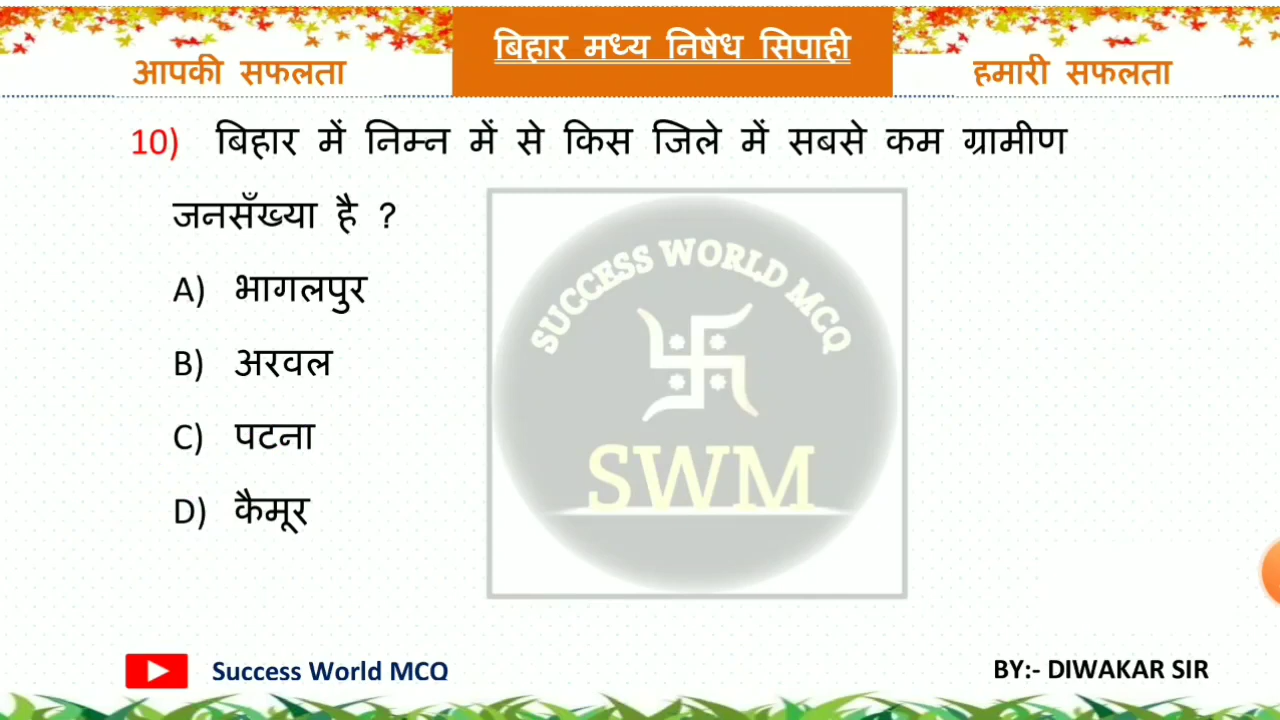 बिहार मध्य निषेध सिपाही
आपकी सफलता
हमारी सफलता
10) बिहार में निम्न में से किस जिले में सबसे कम ग्रामीण
जनसँख्या है ?
A) भागलपुर
B) अरवल
C) पटना
D) कैमूर
SUCCESS WORLD MCQ
SWM
Success World MCQ
BY:- DIWAKAR SIR